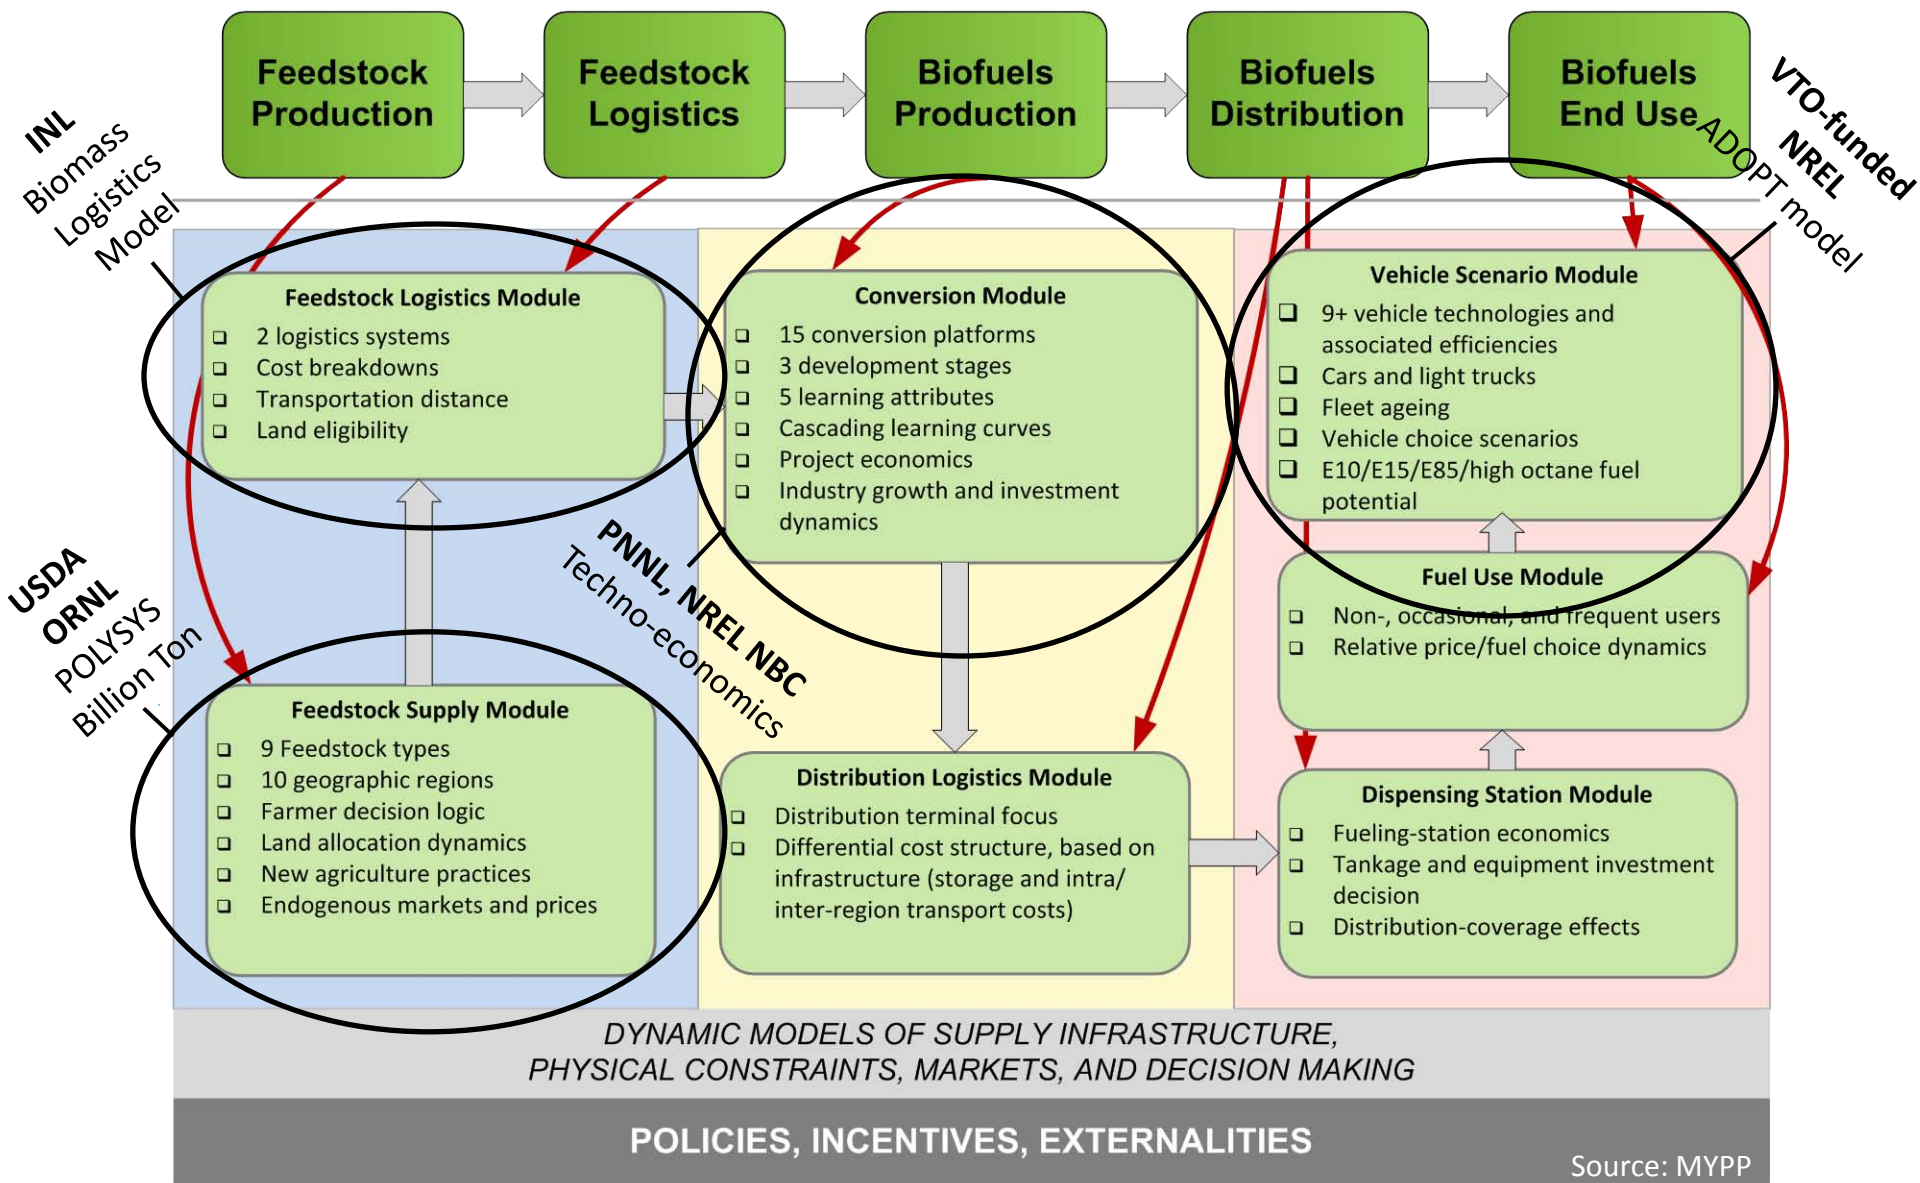 Feedstock
Production
Feedstock
Logistics
Biofuels
Production
Biofuels
Distribution
Biofuels
End Use
INL
Biomass
Logistics
Model
VTO-funded
NREL
ADOPT model
Feedstock Logistics Module
❑ 2 logistics systems
❑ Cost breakdowns
❑ Transportation distance
❑ Land eligibility
Conversion Module
❑ 15 conversion platforms
❑ 3 development stages
❑ 5 learning attributes
❑ Cascading learning curves
❑ Project economics
❑ Industry growth and investment
dynamics
Vehicle Scenario Module
❑ 9+ vehicle technologies and
associated efficiencies
❑ Cars and light trucks
❑ Fleet ageing
❑ Vehicle choice scenarios
❑ E10/E15/E85/high octane fuel
potential
USDA
ORNL
POLYSYS
Billion Ton
PNNL, NREL NBC
Techno-economics
Fuel Use Module
❑ Non-, occasional, and frequent users
❑ Relative price/fuel choice dynamics
Feedstock Supply Module
❑ 9 Feedstock types
❑ 10 geographic regions
❑ Farmer decision logic
❑ Land allocation dynamics
❑ New agriculture practices
❑ Endogenous markets and prices
Distribution Logistics Module
❑ Distribution terminal focus
❑ Differential cost structure, based on
infrastructure (storage and intra/
inter-region transport costs)
Dispensing Station Module
❑ Fueling-station economics
❑ Tankage and equipment investment
decision
❑ Distribution-coverage effects
DYNAMIC MODELS OF SUPPLY INFRASTRUCTURE,
PHYSICAL CONSTRAINTS, MARKETS, AND DECISION MAKING
POLICIES, INCENTIVES, EXTERNALITIES
Source: MYPP